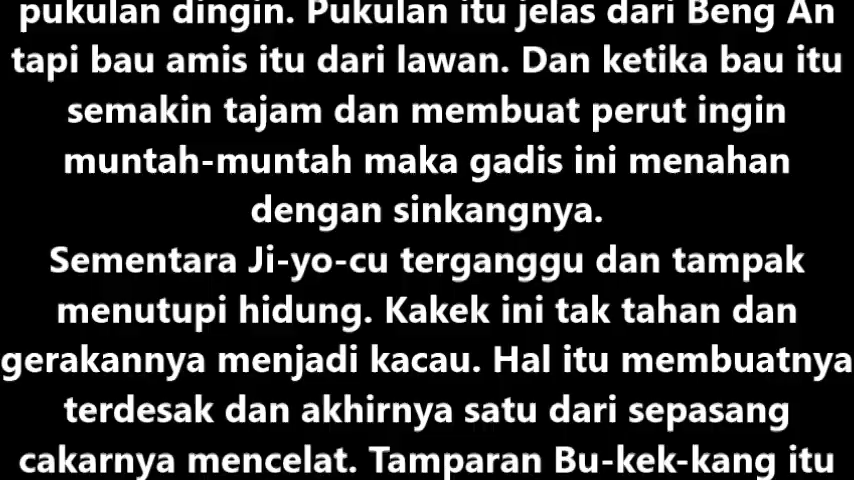 pukulan dingin. Pukulan itu jelas dari Beng An
tapi bau amis itu dari lawan. Dan ketika bau itu
semakin tajam dan membuat perut ingin
muntah-muntah maka gadis ini menahan
dengan sinkangnya.
Sementara Ji-yo-cu terganggu dan tampak
menutupi hidung. Kakek ini tak tahan dan
gerakannya menjadi kacau. Hal itu membuatnya
terdesak dan akhirnya satu dari sepasang
cakarnya mencelat. Tamparan Bu-kek-kang itu